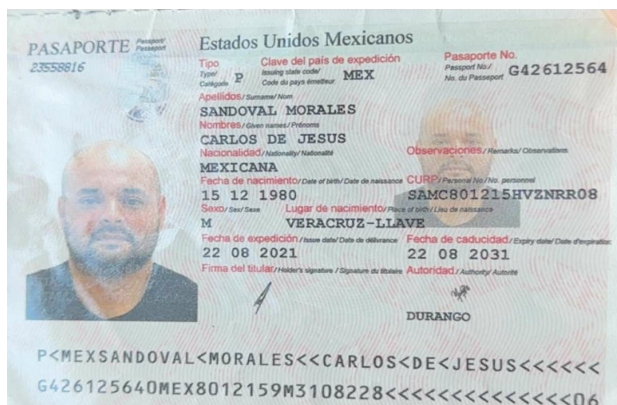 PASAPORTE Passport/ Passeport Estados Unidos Mexicanos
23558816
Tipo Clave del país de expedición Pasaporte No.
Type/ Issuing state code/ Passport No./
Catégorie P Code du pays émetteur MEX No. du Passeport G42612564
Apellidos/Surname/Nom
SANDOVAL MORALES
Nombres/Given names/Prénoms
CARLOS DE JESUS
Nacionalidad/Nationality/Nationalité Observaciones/Remarks/Observations
MEXICANA
Fecha de nacimiento/Date of birth/Date de naissance CURP/Personal No./No. personnel
15 12 1980 SAMC801215HVZNRR08
Sexo/Sex/Sexe Lugar de nacimiento/Place of birth/Lieu de naissance
M VERACRUZ-LLAVE
Fecha de expedición/Issue date/Date de délivrance Fecha de caducidad/Expiry date/Date d'expiration
22 08 2021 22 08 2031
Firma del titular/Holder's signature/Signature du titulaire Autoridad/Authority/Autorité
DURANGO
P<MEXSANDOVAL<MORALES<<CARLOS<DE<JESUS<<<<<<
G426125640MEX8012159M3108228<<<<<<<<<<<<<<06